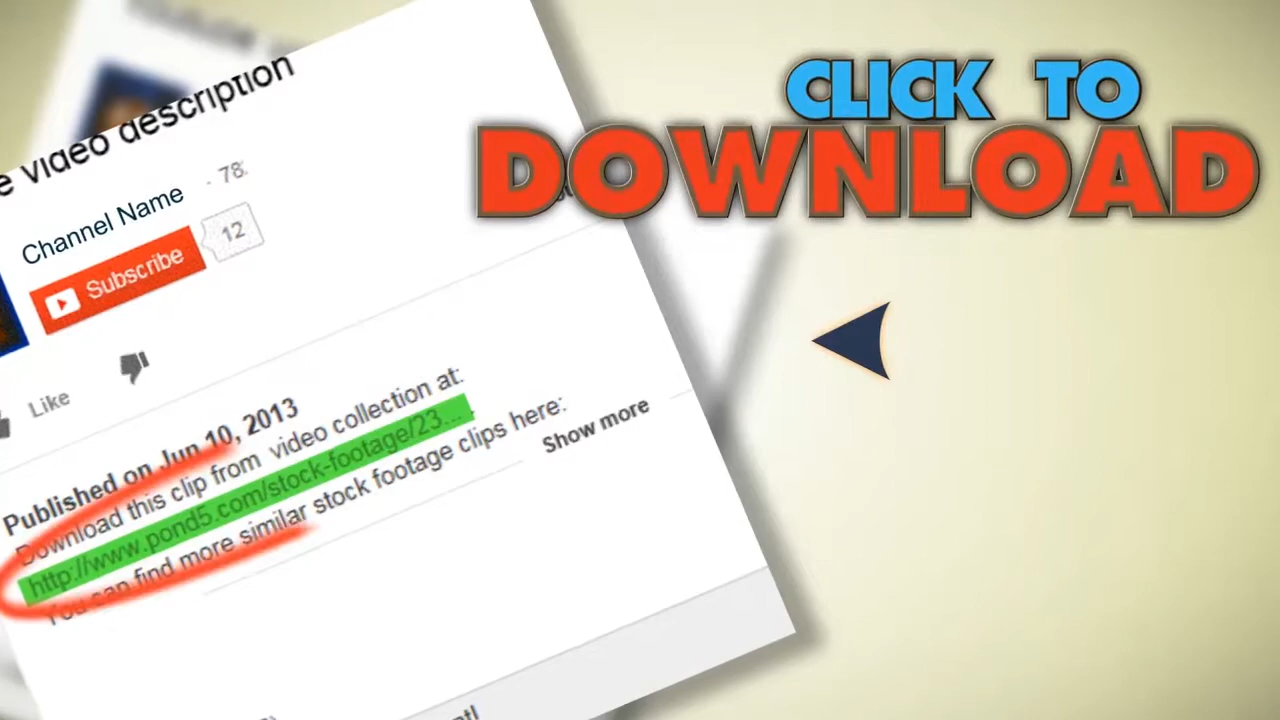 CLICK TO
DOWNLOAD
e video description
Channel Name
78
Subscribe
12
Like
Published on Jun 10, 2013
Download this clip from video collection at:
http://www.pond5.com/stock-footage/23...
You can find more similar stock footage clips here:
Show more